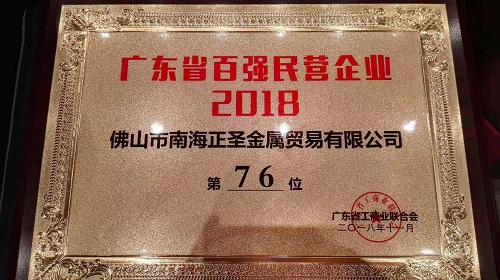 广东省百强民营企业
2018
佛山市南海正圣金属贸易有限公司
第 76 位
广东省工商业联合会
二〇一八年十一月